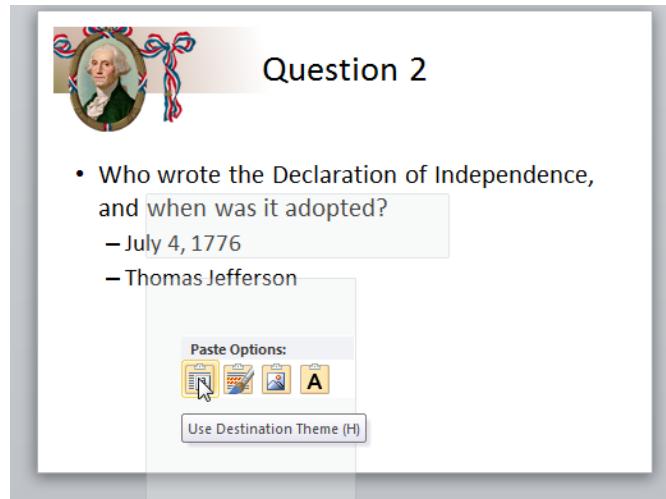 Question 2
• Who wrote the Declaration of Independence,
and when was it adopted?
– July 4, 1776
– Thomas Jefferson
Paste Options:
A
Use Destination Theme (H)